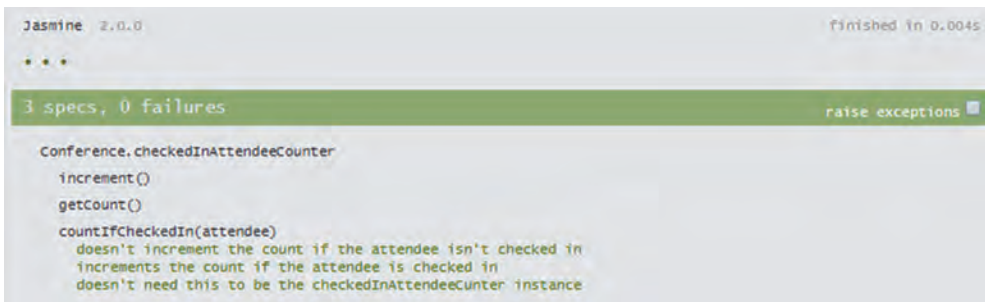 Jasmine 2.0.0 finished in 0.004s
• • •
3 specs, 0 failures raise exceptions
Conference.checkedInAttendeeCounter
increment()
getCount()
countIfCheckedIn(attendee)
doesn't increment the count if the attendee isn't checked in
increments the count if the attendee is checked in
doesn't need this to be the checkedInAttendeeCunter instance